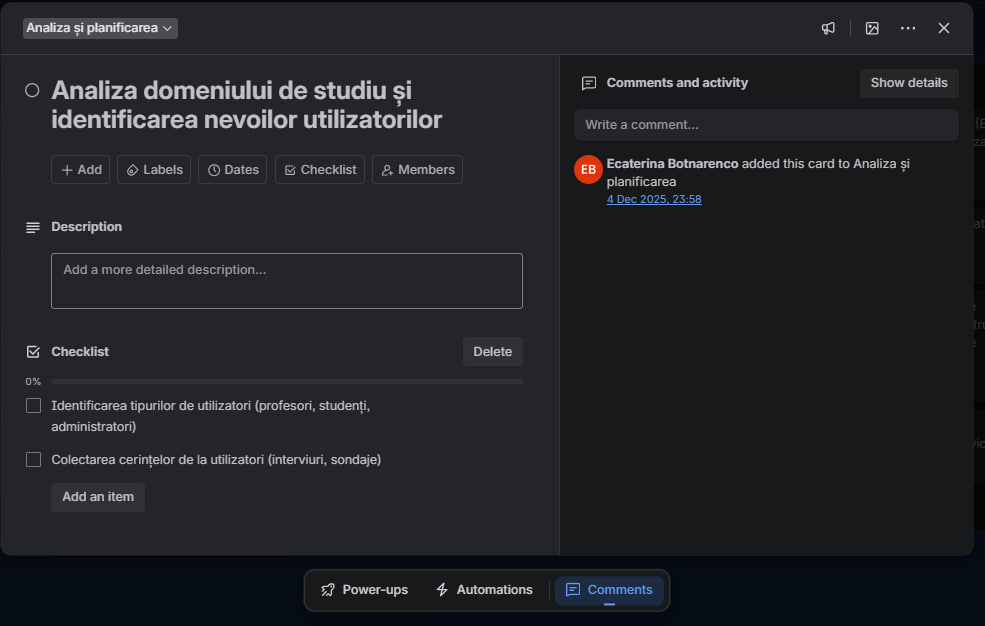 Analiza și planificarea
Analiza domeniului de studiu și
identificarea nevoilor utilizatorilor
Add
Labels
Dates
Checklist
Members
Description
Add a more detailed description...
Checklist
Delete
0%
Identificarea tipurilor de utilizatori (profesori, studenți,
administratori)
Colectarea cerințelor de la utilizatori (interviuri, sondaje)
Add an item
Comments and activity
Show details
Write a comment...
EB
Ecaterina Botnarenco added this card to Analiza și
planificarea
4 Dec 2025, 23:58
Power-ups
Automations
Comments